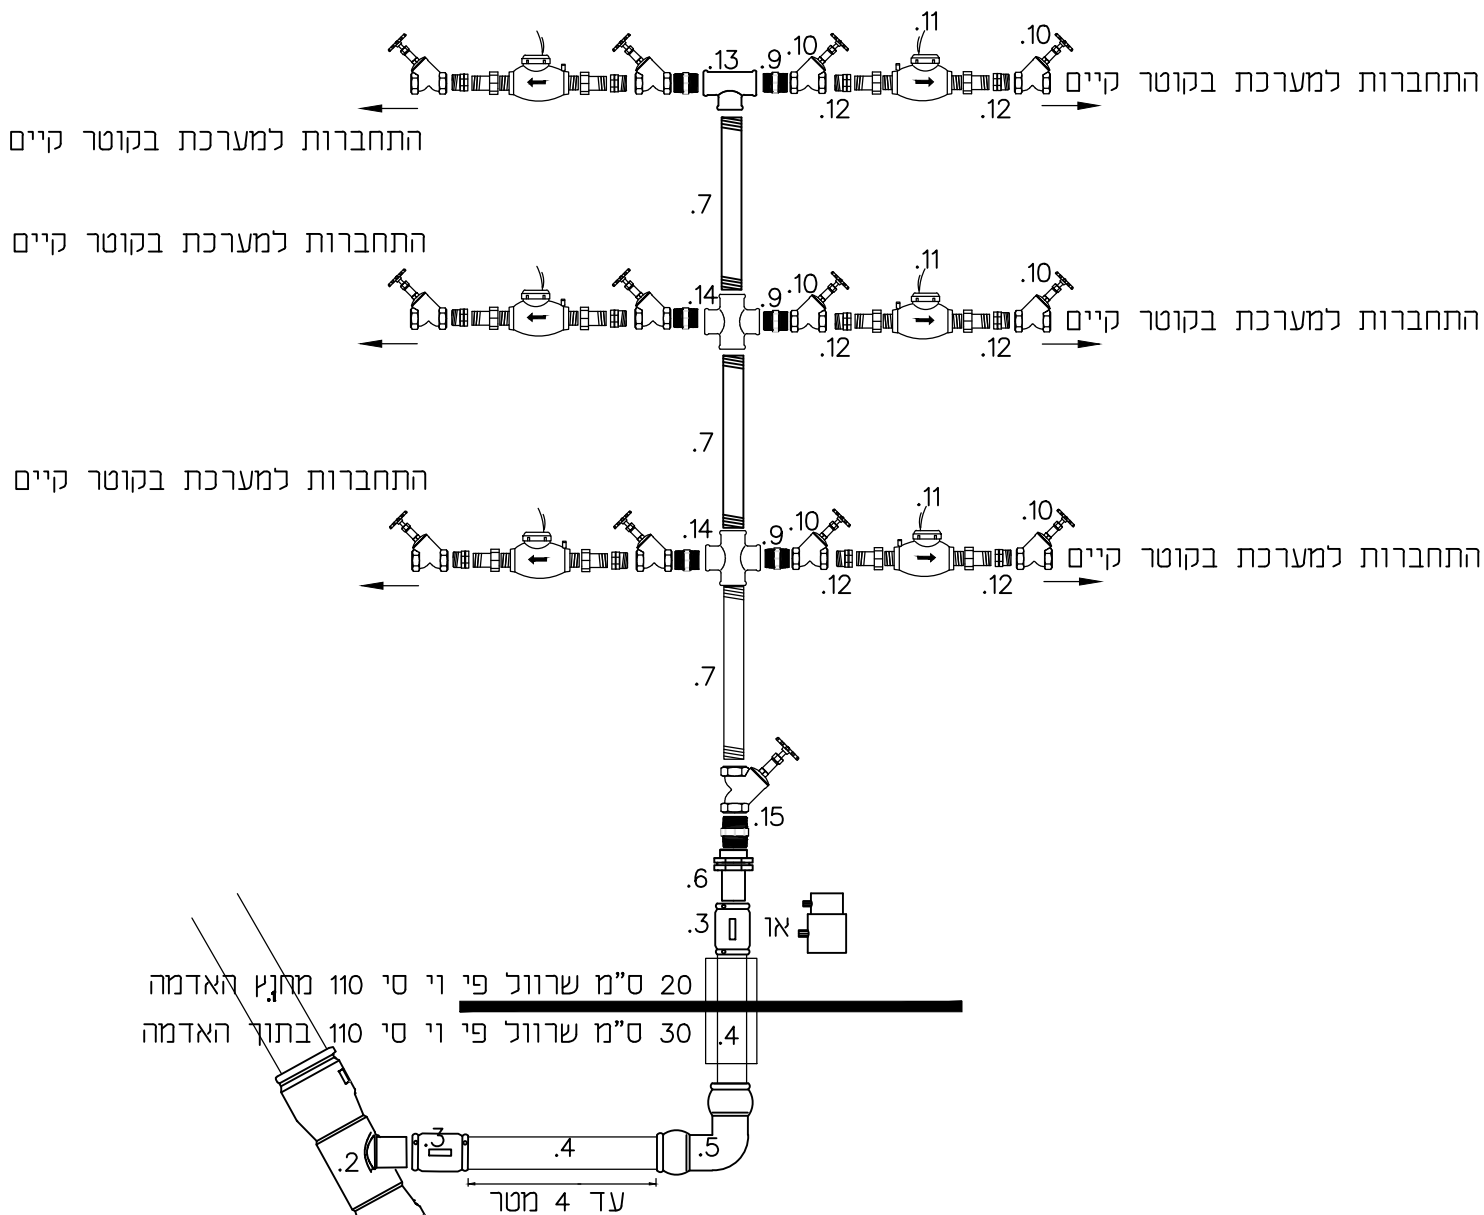 .11
.10
.13 .9 .10
התחברות למערכת בקוטר קיים
.12 .12
התחברות למערכת בקוטר קיים
.7
התחברות למערכת בקוטר קיים
.11
.10
.14 .9 .10
התחברות למערכת בקוטר קיים
.12 .12
.7
התחברות למערכת בקוטר קיים
.11
.10
.14 .9 .10
התחברות למערכת בקוטר קיים
.12 .12
.7
.15
.6
.3 או
20 ס"מ שרוול פי וי סי 110 מחוץ האדמה
.1
30 ס"מ שרוול פי וי סי 110 בתוך האדמה
.4
.2 .3 .4 .5
עד 4 מטר